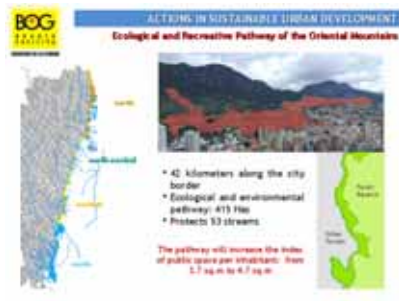 BOG
ACTIONS IN SUSTAINABLE URBAN DEVELOPMENT
Ecological and Recreative Pathway of the Oriental Mountains
north
• 42 kilometers along the city
border
• Ecological and environmental
pathway: 415 Has
• Protects 53 streams
The pathway will increase the index
of public space per inhabitant: from
2.7 sq.m to 4.7 sq.m